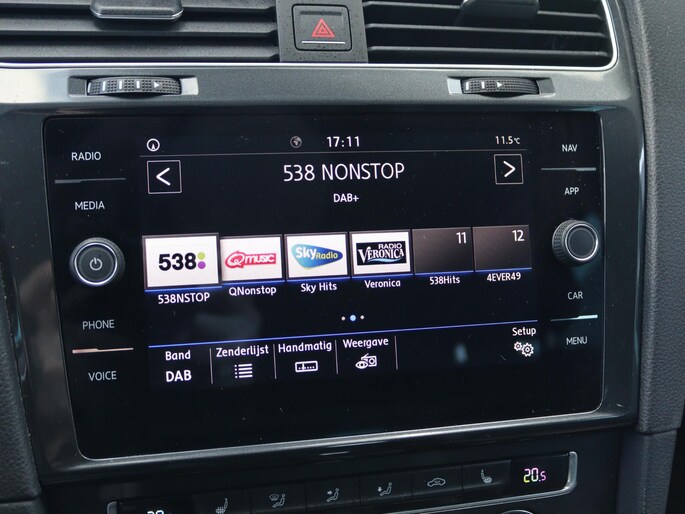 17:11
11.5°C
RADIO
NAV
538 NONSTOP
MEDIA
APP
DAB+
538
Q music
Sky Radio
RADIO VERONICA
11
12
538NSTOP
QNonstop
Sky Hits
Veronica
538Hits
4EVER49
PHONE
CAR
Band
DAB
Zenderlijst
Handmatig
Weergave
Setup
VOICE
MENU
20.5